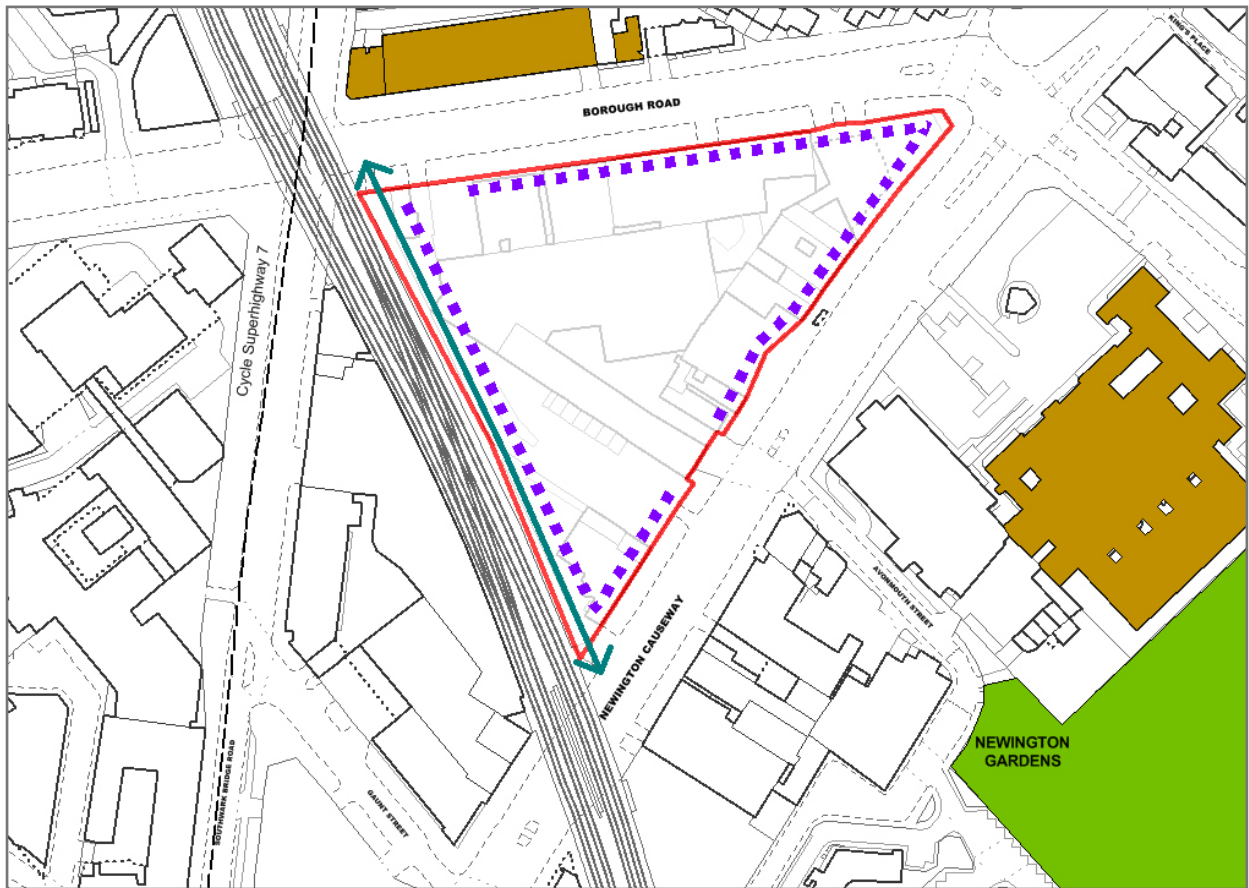 KING'S PLACE
BOROUGH ROAD
Cycle Superhighway 7
AVONMOUTH STREET
NEWINGTON CAUSEWAY
NEWINGTON
GARDENS
SOUTHWARK BRIDGE ROAD
GAUNT STREET